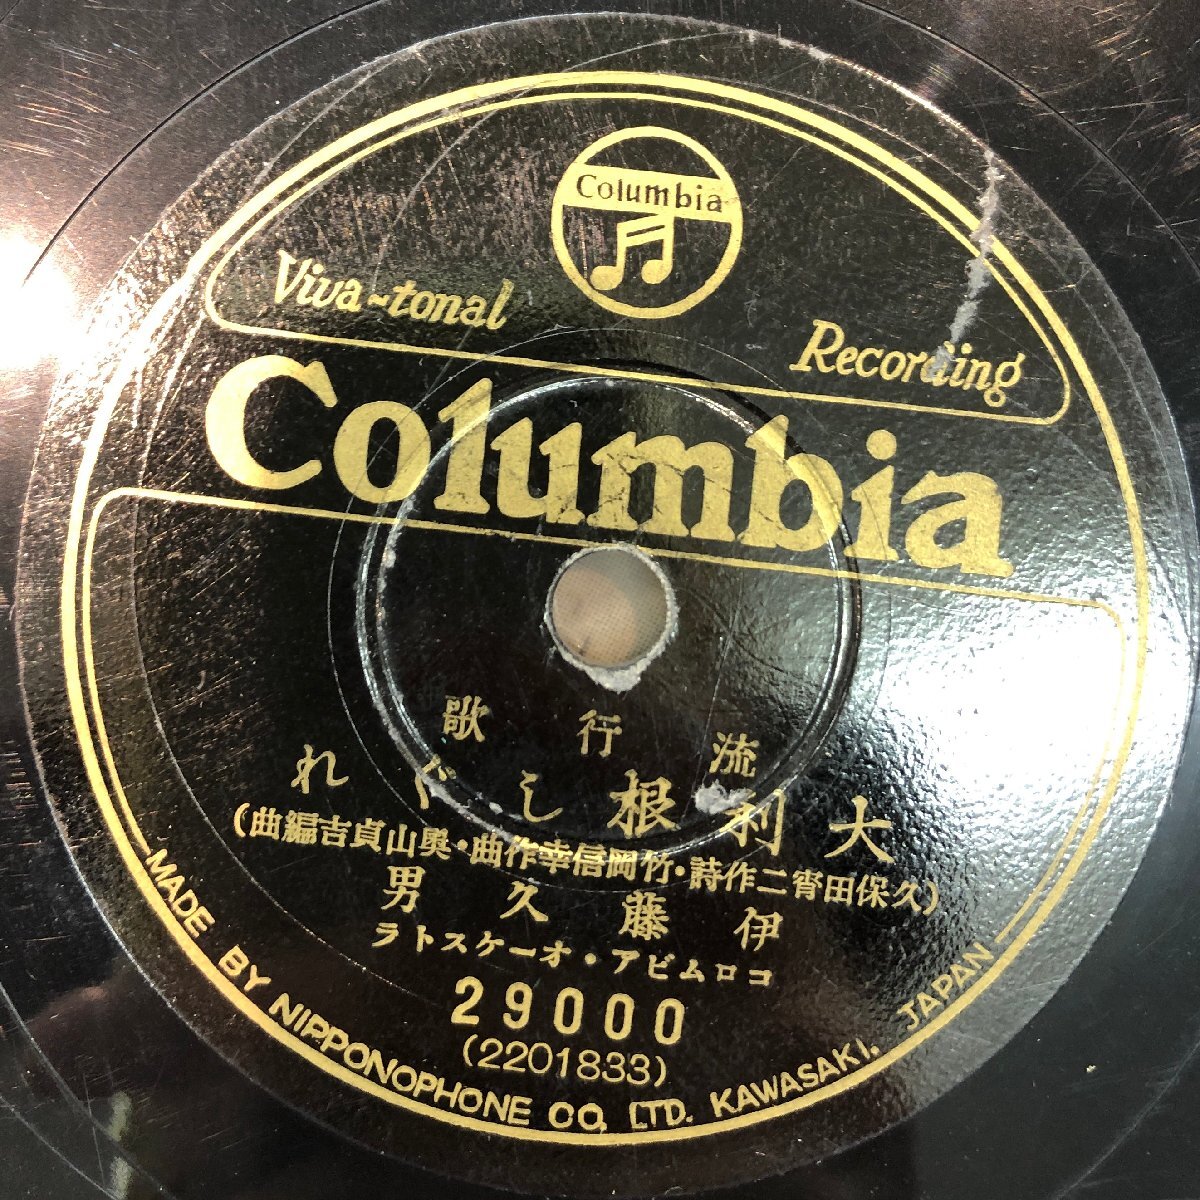 Columbia
Viva-tonal Recording
Columbia
流行歌
大利根しぐれ
(久保田宵二作詩・竹岡信幸作曲・奥山貞吉編曲)
伊藤久男
コロムビア・オーケストラ
29000
(2201833)
MADE BY NIPPONOPHONE CO., LTD. KAWASAKI, JAPAN